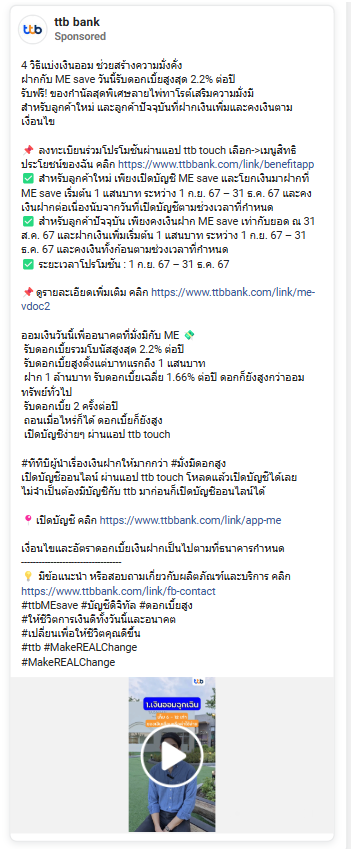 ttb bank
Sponsored
4 วิธีแบ่งเงินออม ช่วยสร้างความมั่งคั่ง
ฝากกับ ME save วันนี้รับดอกเบี้ยสูงสุด 2.2% ต่อปี
รับฟรี! ของกำนัลสุดพิเศษลายไพ่ทาโรต์เสริมความมั่งมี
สำหรับลูกค้าใหม่ และลูกค้าปัจจุบันที่ฝากเงินเพิ่มและคงเงินตาม
เงื่อนไข
📌 ลงทะเบียนร่วมโปรโมชันผ่านแอป ttb touch เลือก->เมนูสิทธิ
ประโยชน์ของฉัน คลิก https://www.ttbbank.com/link/benefitapp
✅ สำหรับลูกค้าใหม่ เพียงเปิดบัญชี ME save และโยกเงินมาฝากที่
ME save เริ่มต้น 1 แสนบาท ระหว่าง 1 ก.ย. 67 – 31 ธ.ค. 67 และคง
เงินฝากต่อเนื่องนับจากวันที่เปิดบัญชีตามช่วงเวลาที่กำหนด
✅ สำหรับลูกค้าปัจจุบัน เพียงคงเงินฝาก ME save เท่ากับยอด ณ 31
ส.ค. 67 และฝากเงินเพิ่มเริ่มต้น 1 แสนบาท ระหว่าง 1 ก.ย. 67 – 31
ธ.ค. 67 และคงเงินทั้งก้อนตามช่วงเวลาที่กำหนด
✅ ระยะเวลาโปรโมชัน : 1 ก.ย. 67 – 31 ธ.ค. 67
📌ดูรายละเอียดเพิ่มเติม คลิก https://www.ttbbank.com/link/me-
vdoc2
ออมเงินวันนี้เพื่ออนาคตที่มั่งมีกับ ME 💸
รับดอกเบี้ยรวมโบนัสสูงสุด 2.2% ต่อปี
รับดอกเบี้ยสูงตั้งแต่บาทแรกถึง 1 แสนบาท
ฝาก 1 ล้านบาท รับดอกเบี้ยเฉลี่ย 1.66% ต่อปี ดอกก็ยังสูงกว่าออม
ทรัพย์ทั่วไป
รับดอกเบี้ย 2 ครั้งต่อปี
ถอนเมื่อไหร่ก็ได้ ดอกเบี้ยก็ยังสูง
เปิดบัญชีง่ายๆ ผ่านแอป ttb touch
#ทีทีบีผู้นำเรื่องเงินฝากให้มากกว่า #มั่งมีดอกสูง
เปิดบัญชีออนไลน์ ผ่านแอป ttb touch โหลดแล้วเปิดบัญชีได้เลย
ไม่จำเป็นต้องมีบัญชีกับ ttb มาก่อนก็เปิดบัญชีออนไลน์ได้
📍 เปิดบัญชี คลิก https://www.ttbbank.com/link/app-me
เงื่อนไขและอัตราดอกเบี้ยเงินฝากเป็นไปตามที่ธนาคารกำหนด
--------------------------------
💡 มีข้อแนะนำ หรือสอบถามเกี่ยวกับผลิตภัณฑ์และบริการ คลิก
https://www.ttbbank.com/link/fb-contact
#ttbMEsave #บัญชีดิจิทัล #ดอกเบี้ยสูง
#ให้ชีวิตการเงินดีทั้งวันนี้และอนาคต
#เปลี่ยนเพื่อให้ชีวิตคุณดีขึ้น
#ttb #MakeREALChange
#MakeREALChange
ttb
1.เงินออมฉุกเฉิน